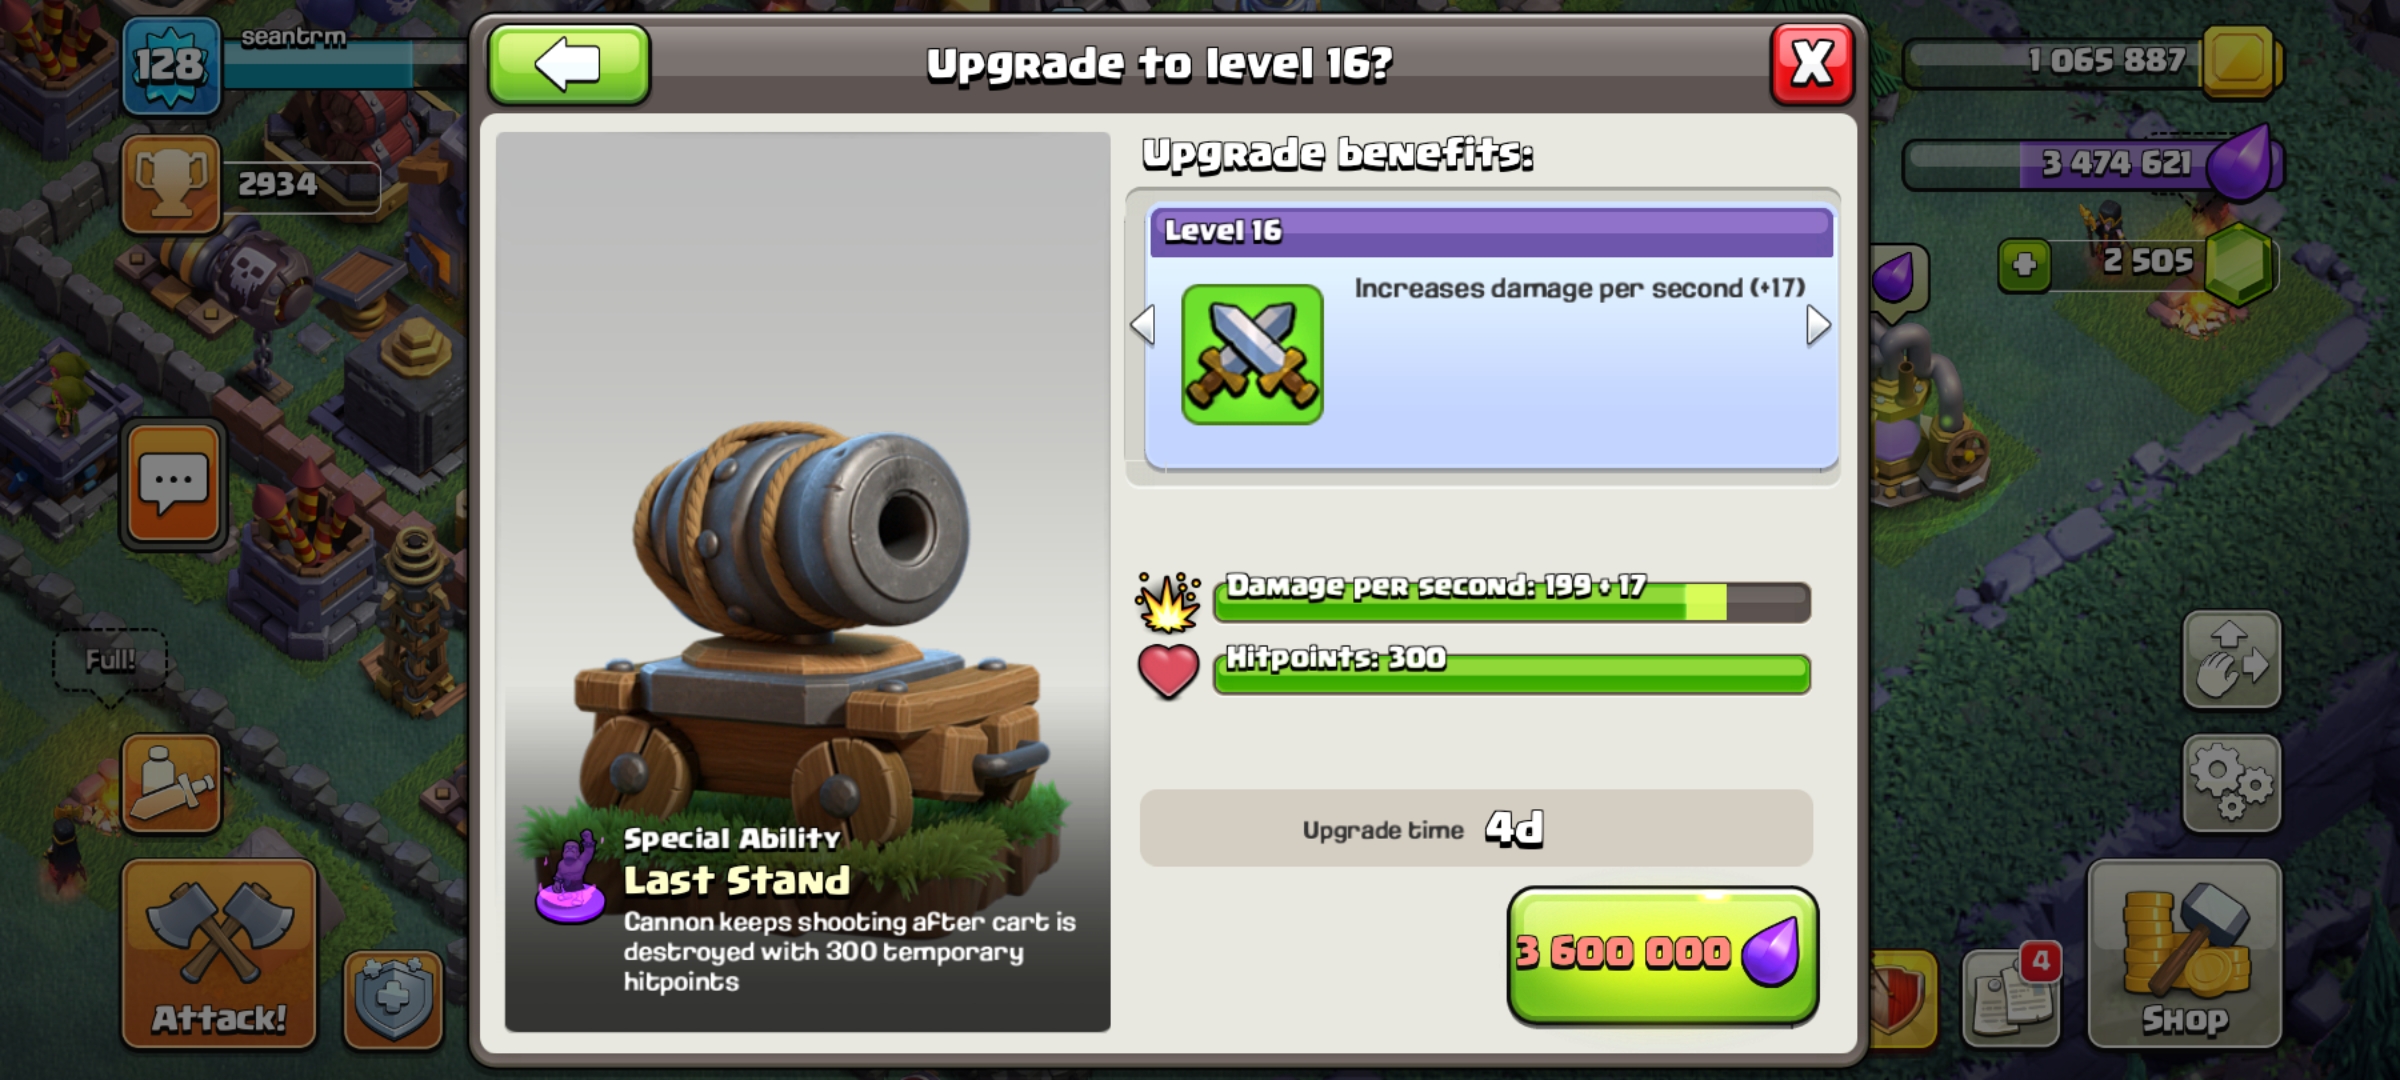 128
seantrm
2934
Full!
Attack!
Upgrade to level 16?
X
Upgrade benefits:
Level 16
Increases damage per second (+17)
Damage per second: 199 + 17
Hitpoints: 300
Upgrade time 4d
3 600 000
Special Ability
Last Stand
Cannon keeps shooting after cart is
destroyed with 300 temporary
hitpoints
1 065 887
3 474 621
2 505
4
Shop